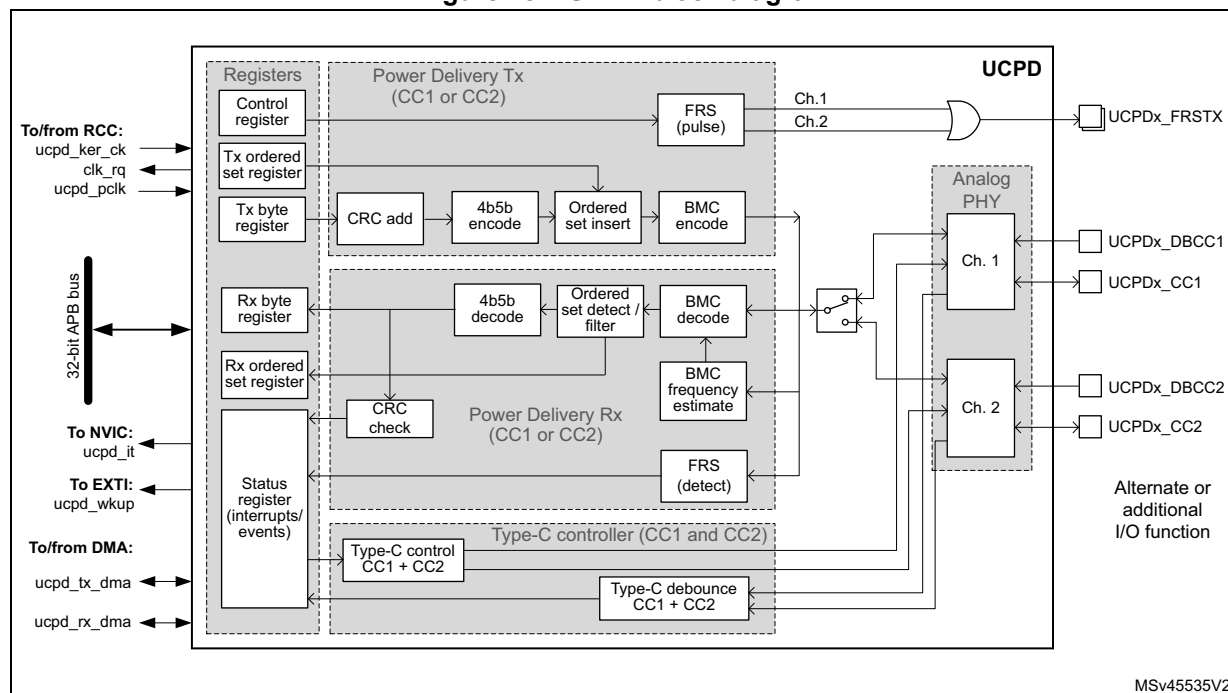 UCPD
Registers
Control
register
Tx ordered
set register
Tx byte
register
Rx byte
register
Rx ordered
set register
Status
register
(interrupts/
events)
Power Delivery Tx
(CC1 or CC2)
FRS
(pulse)
Ch.1
Ch.2
CRC add
4b5b
encode
Ordered
set insert
BMC
encode
4b5b
decode
Ordered
set detect /
filter
BMC
decode
BMC
frequency
estimate
CRC
check
Power Delivery Rx
(CC1 or CC2)
FRS
(detect)
Type-C controller (CC1 and CC2)
Type-C control
CC1 + CC2
Type-C debounce
CC1 + CC2
Analog
PHY
Ch. 1
Ch. 2
To/from RCC:
ucpd_ker_ck
clk_rq
ucpd_pclk
32-bit APB bus
To NVIC:
ucpd_it
To EXTI:
ucpd_wkup
To/from DMA:
ucpd_tx_dma
ucpd_rx_dma
UCPDx_FRSTX
UCPDx_DBCC1
UCPDx_CC1
UCPDx_DBCC2
UCPDx_CC2
Alternate or
additional
I/O function
MSv45535V2